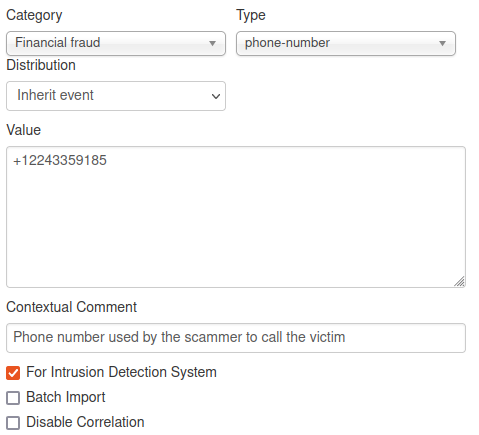 Category Type
Financial fraud phone-number
Distribution
Inherit event
Value
+12243359185
Contextual Comment
Phone number used by the scammer to call the victim
For Intrusion Detection System
Batch Import
Disable Correlation